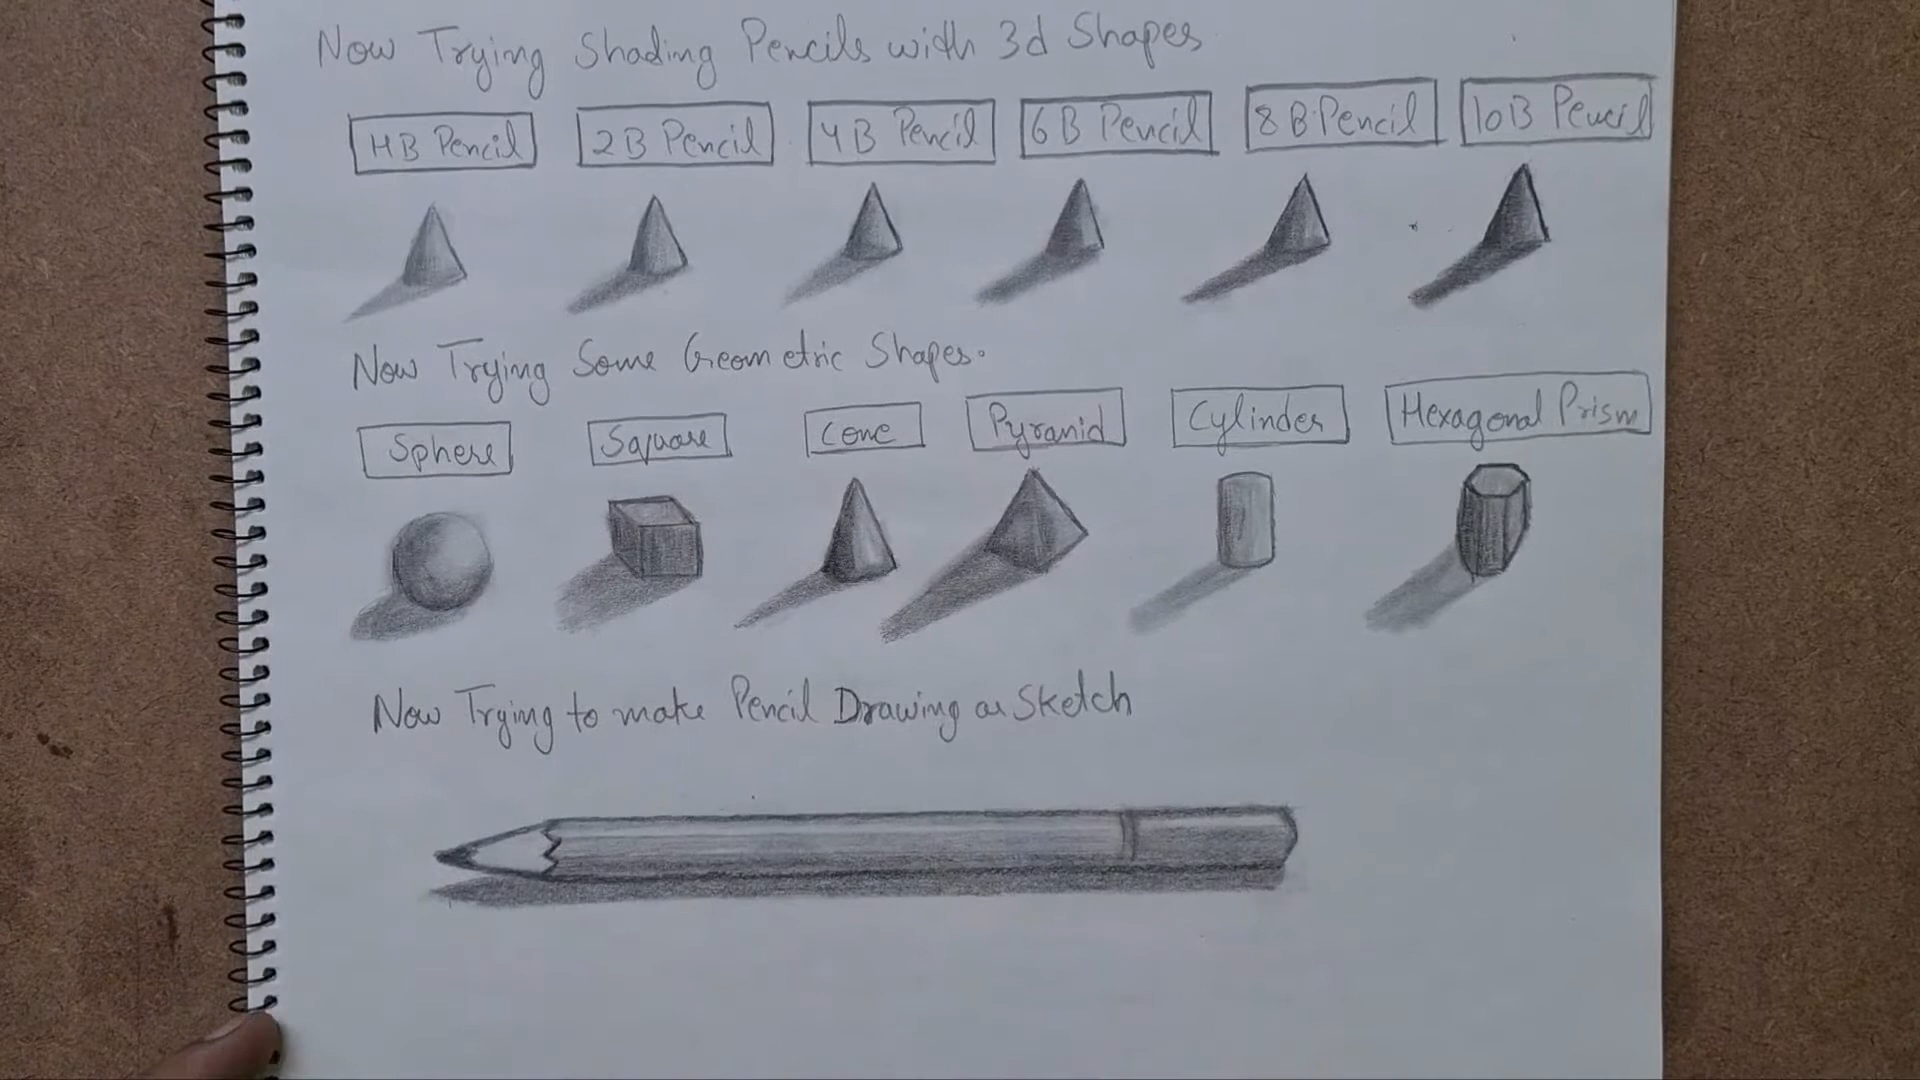 Now Trying Shading Pencils with 3d Shapes
HB Pencil 2B Pencil 4B Pencil 6B Pencil 8B Pencil 10B Pencil
Now Trying Some Geometric Shapes.
Sphere Square Cone Pyramid Cylinder Hexagonal Prism
Now Trying to make Pencil Drawing as Sketch